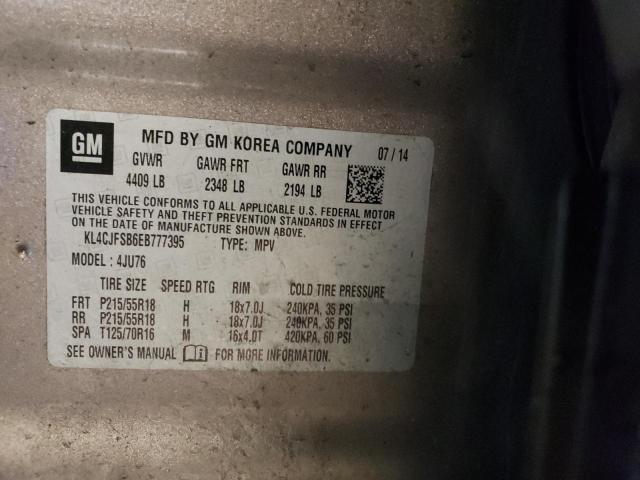 GM MFD BY GM KOREA COMPANY 07 / 14
GVWR GAWR FRT GAWR RR
4409 LB 2348 LB 2194 LB
THIS VEHICLE CONFORMS TO ALL APPLICABLE U.S. FEDERAL MOTOR
VEHICLE SAFETY AND THEFT PREVENTION STANDARDS IN EFFECT
ON THE DATE OF MANUFACTURE SHOWN ABOVE.
KL4CJFSB6EB777395 TYPE: MPV
MODEL : 4JU76
TIRE SIZE SPEED RTG RIM COLD TIRE PRESSURE
FRT P215/55R18 H 18x7.0J 240KPA, 35 PSI
RR P215/55R18 H 18x7.0J 240KPA, 35 PSI
SPA T125/70R16 M 16x4.0T 420KPA, 60 PSI
SEE OWNER'S MANUAL FOR MORE INFORMATION.